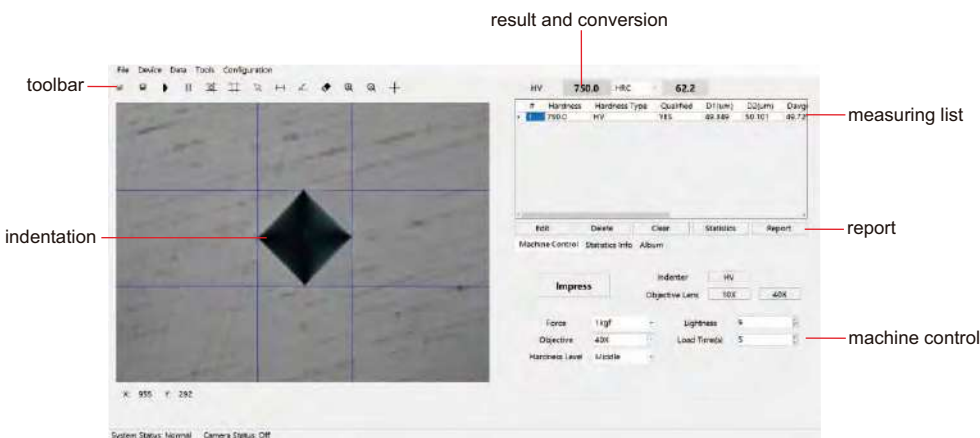 result and conversion
File Device Data Tools Configuration
toolbar
HV 750.0 HRC 62.2
# Hardness Hardness Type Qualified D1(um) D2(um) Davg
1 750.0 HV YES 49.349 50.101 49.72
measuring list
indentation
Edit Delete Clear Statistics Report
report
Machine Control Statistics Info Album
Impress
Indenter HV
Objective Lens 10X 40X
Force 1kgf Lightness 5
Objective 40X Load Time(s) 5
machine control
Hardness Level Middle
X: 955 Y: 292
System Status: Normal Camera Status: Off